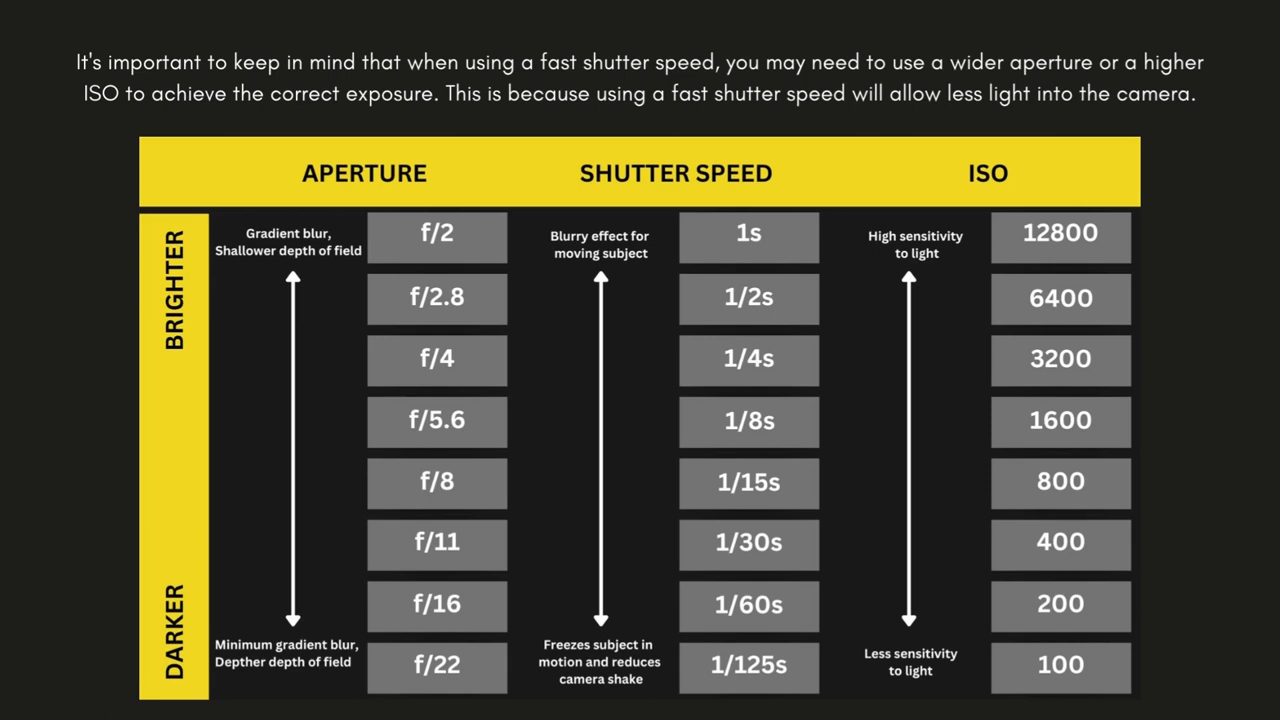 It's important to keep in mind that when using a fast shutter speed, you may need to use a wider aperture or a higher
ISO to achieve the correct exposure. This is because using a fast shutter speed will allow less light into the camera.
APERTURE SHUTTER SPEED ISO
BRIGHTER
DARKER
Gradient blur,
Shallower depth of field
Minimum gradient blur,
Depther depth of field
f/2
f/2.8
f/4
f/5.6
f/8
f/11
f/16
f/22
Blurry effect for
moving subject
Freezes subject in
motion and reduces
camera shake
1s
1/2s
1/4s
1/8s
1/15s
1/30s
1/60s
1/125s
High sensitivity
to light
Less sensitivity
to light
12800
6400
3200
1600
800
400
200
100